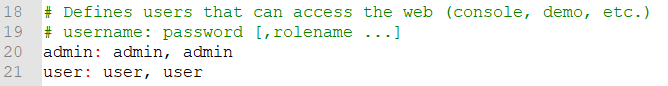 18 # Defines users that can access the web (console, demo, etc.)
19 # username: password [,rolename ...]
20 admin: admin, admin
21 user: user, user